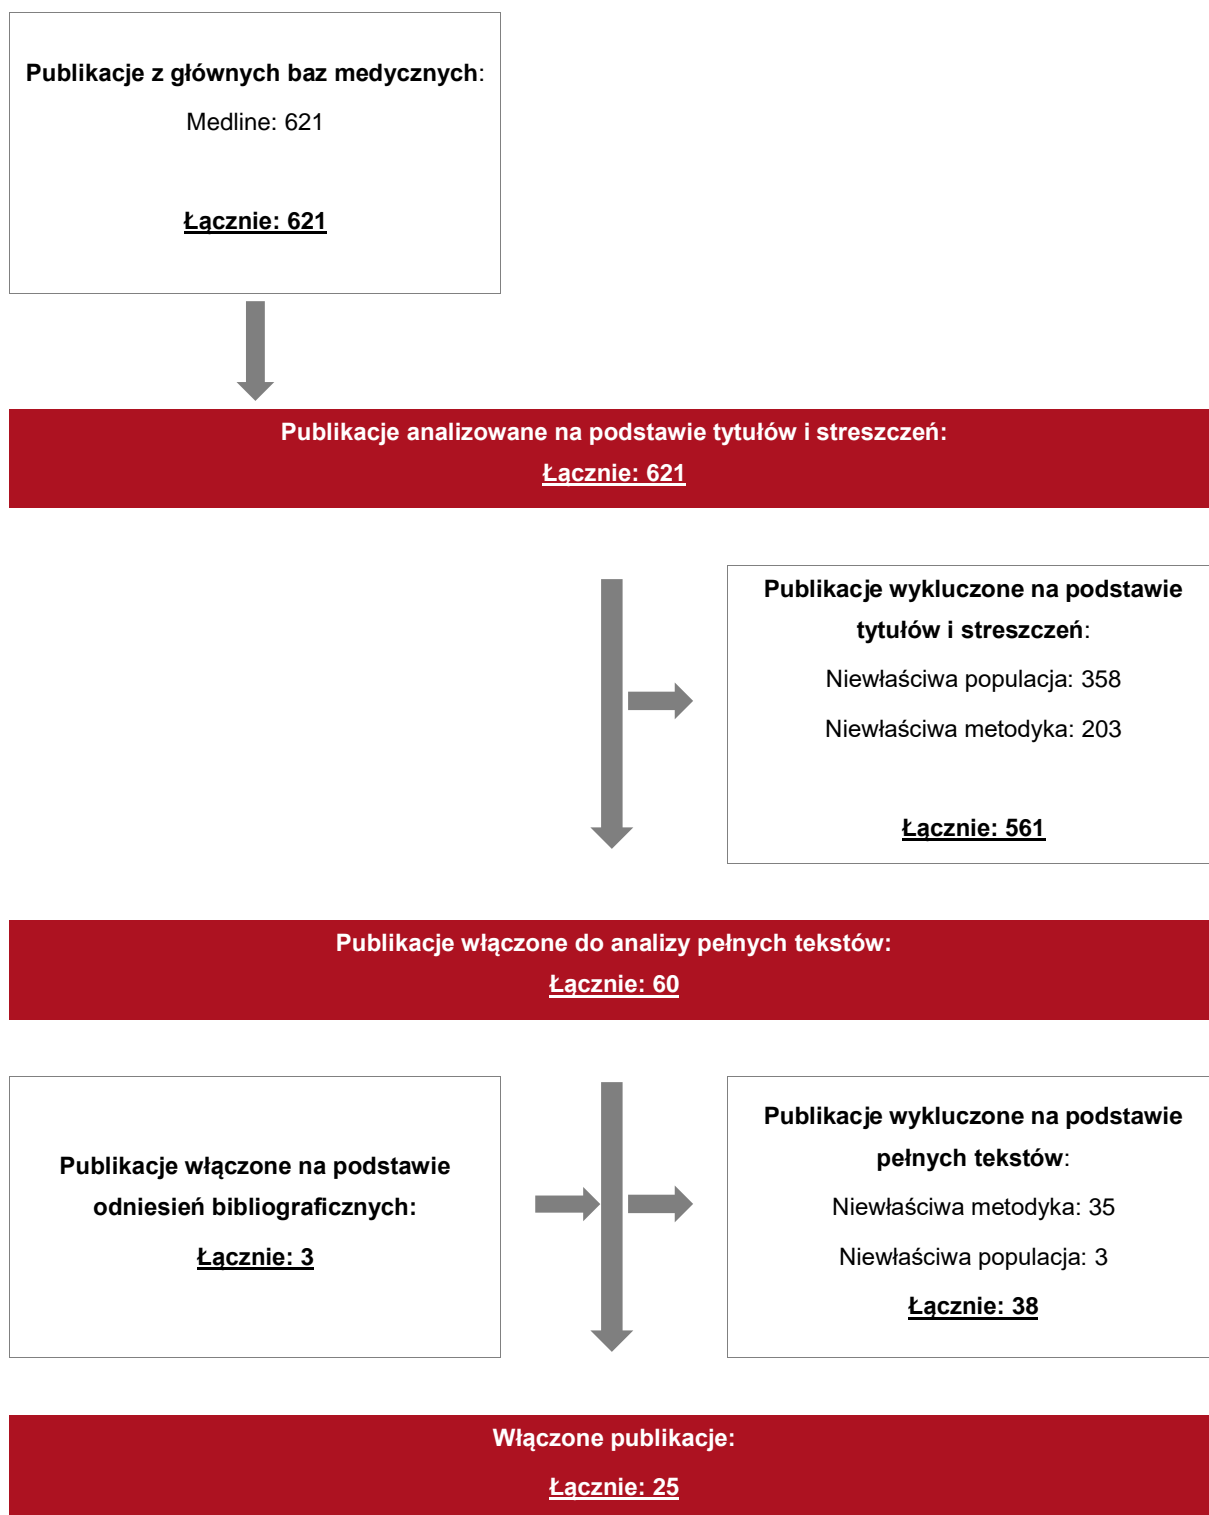 Publikacje z głównych baz medycznych:
Medline: 621
Łącznie: 621
Publikacje analizowane na podstawie tytułów i streszczeń:
Łącznie: 621
Publikacje wykluczone na podstawie
tytułów i streszczeń:
Niewłaściwa populacja: 358
Niewłaściwa metodyka: 203
Łącznie: 561
Publikacje włączone do analizy pełnych tekstów:
Łącznie: 60
Publikacje włączone na podstawie
odniesień bibliograficznych:
Łącznie: 3
Publikacje wykluczone na podstawie
pełnych tekstów:
Niewłaściwa metodyka: 35
Niewłaściwa populacja: 3
Łącznie: 38
Włączone publikacje:
Łącznie: 25